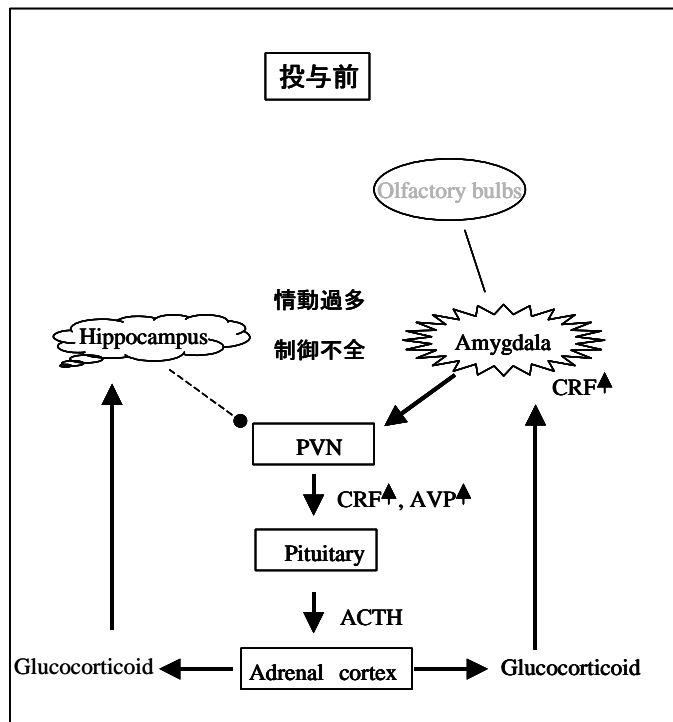 投与前
Olfactory bulbs
情動過多
Hippocampus
制御不全
Amygdala
CRF↑
PVN
CRF↑, AVP↑
Pituitary
ACTH
Glucocorticoid
Adrenal cortex
Glucocorticoid